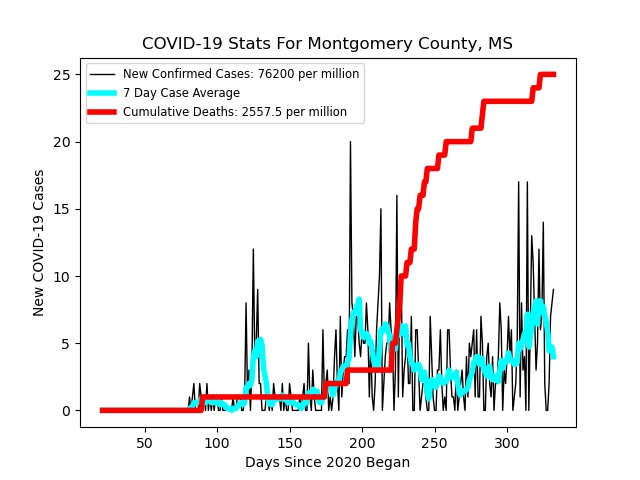 COVID-19 Stats For Montgomery County, MS
New Confirmed Cases: 76200 per million
7 Day Case Average
Cumulative Deaths: 2557.5 per million
New COVID-19 Cases
25
20
15
10
5
0
50 100 150 200 250 300
Days Since 2020 Began